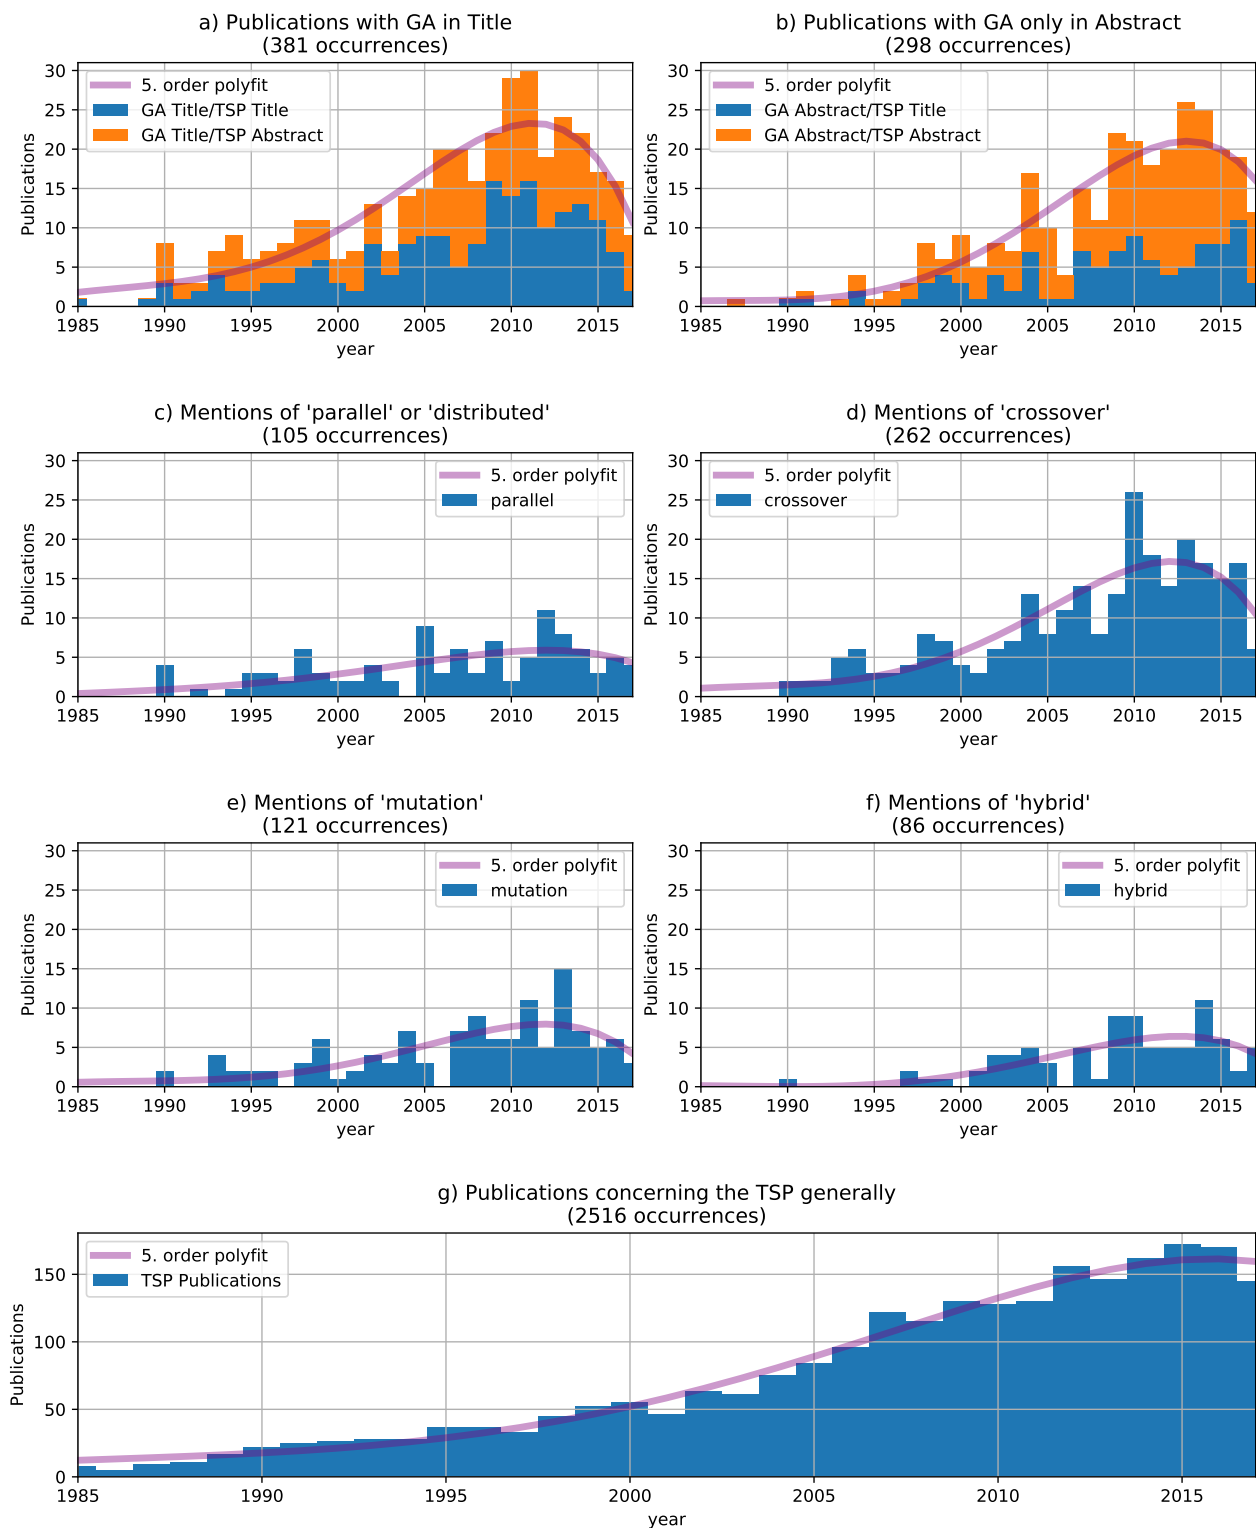 a) Publications with GA in Title
(381 occurrences)
30
25
20
15
10
5
0
Publications
5. order polyfit
GA Title/TSP Title
GA Title/TSP Abstract
1985 1990 1995 2000 2005 2010 2015
year
b) Publications with GA only in Abstract
(298 occurrences)
30
25
20
15
10
5
0
Publications
5. order polyfit
GA Abstract/TSP Title
GA Abstract/TSP Abstract
1985 1990 1995 2000 2005 2010 2015
year
c) Mentions of 'parallel' or 'distributed'
(105 occurrences)
30
25
20
15
10
5
0
Publications
5. order polyfit
parallel
1985 1990 1995 2000 2005 2010 2015
year
d) Mentions of 'crossover'
(262 occurrences)
30
25
20
15
10
5
0
Publications
5. order polyfit
crossover
1985 1990 1995 2000 2005 2010 2015
year
e) Mentions of 'mutation'
(121 occurrences)
30
25
20
15
10
5
0
Publications
5. order polyfit
mutation
1985 1990 1995 2000 2005 2010 2015
year
f) Mentions of 'hybrid'
(86 occurrences)
30
25
20
15
10
5
0
Publications
5. order polyfit
hybrid
1985 1990 1995 2000 2005 2010 2015
year
g) Publications concerning the TSP generally
(2516 occurrences)
150
100
50
0
Publications
5. order polyfit
TSP Publications
1985 1990 1995 2000 2005 2010 2015
year